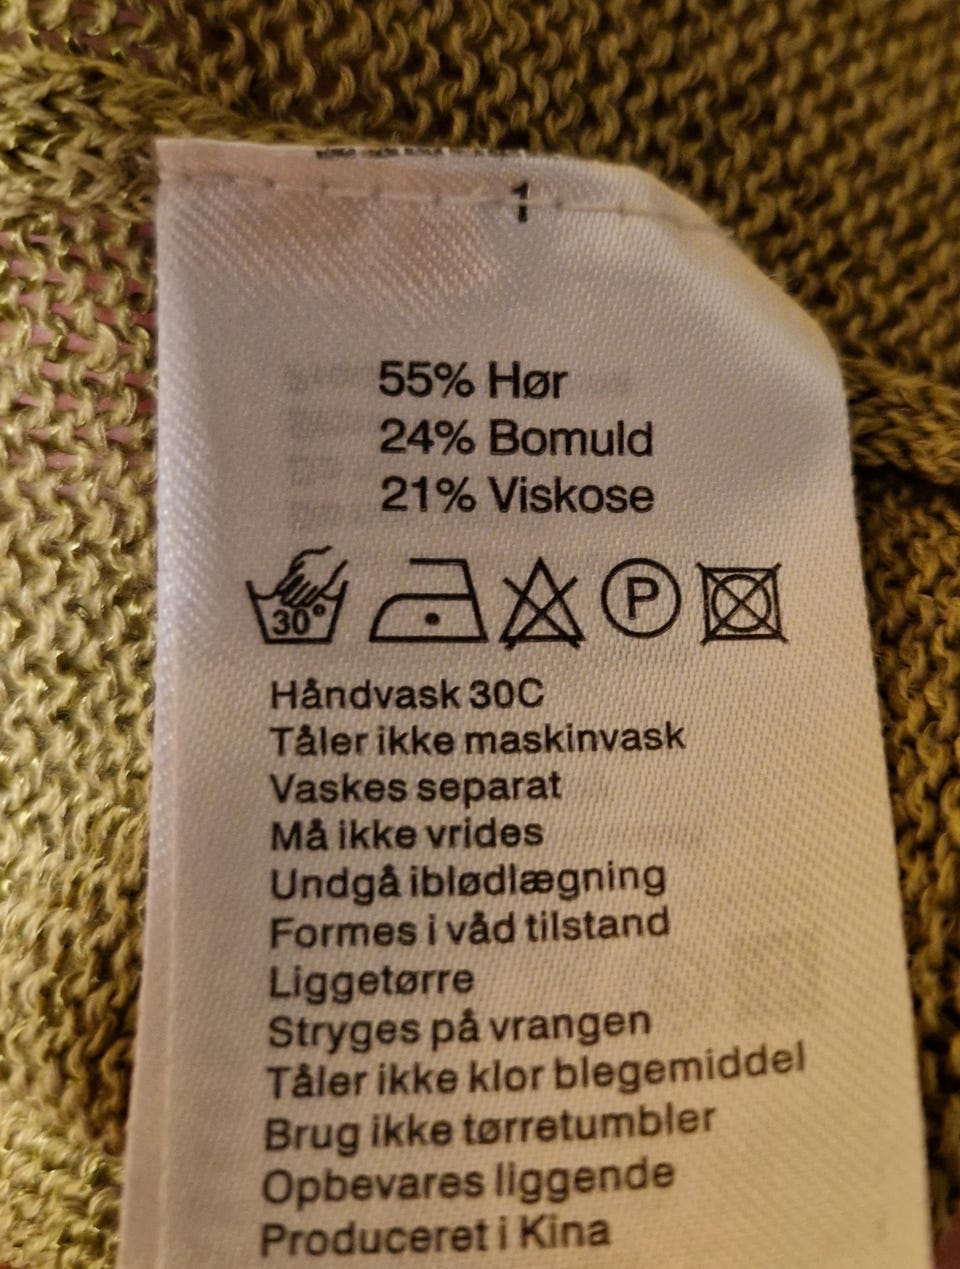 1
55% Hør
24% Bomuld
21% Viskose
30° P
Håndvask 30C
Tåler ikke maskinvask
Vaskes separat
Må ikke vrides
Undgå iblødlægning
Formes i våd tilstand
Liggetørre
Stryges på vrangen
Tåler ikke klor blegemiddel
Brug ikke tørretumbler
Opbevares liggende
Produceret i Kina